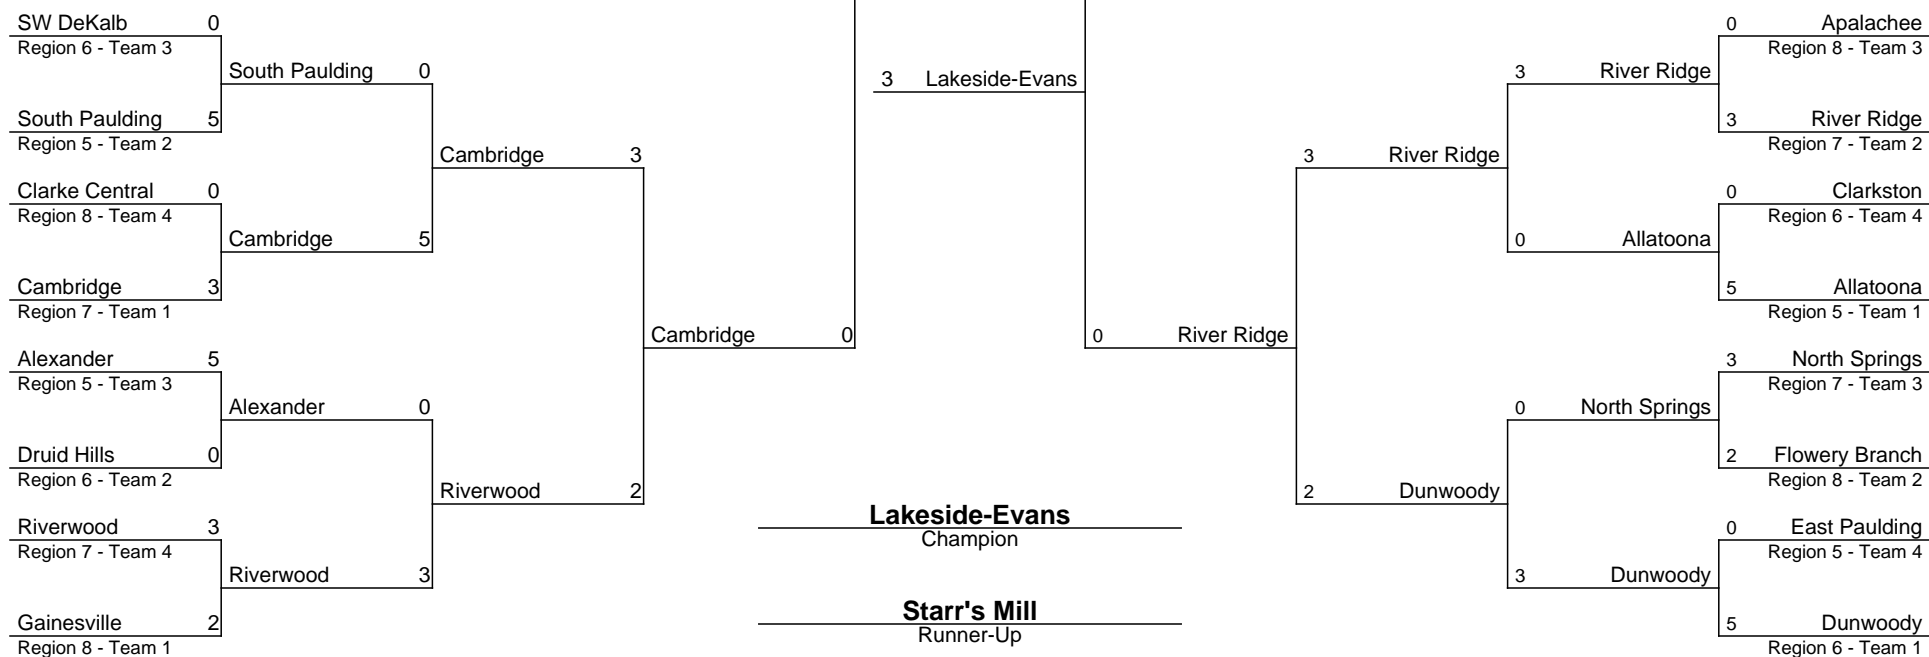 SW DeKalb 0
Region 6 - Team 3
South Paulding 0
South Paulding 5
Region 5 - Team 2
Cambridge 3
Clarke Central 0
Region 8 - Team 4
Cambridge 5
Cambridge 3
Region 7 - Team 1
Cambridge 0
Alexander 5
Region 5 - Team 3
Alexander 0
Druid Hills 0
Region 6 - Team 2
Riverwood 2
Riverwood 3
Region 7 - Team 4
Riverwood 3
Gainesville 2
Region 8 - Team 1
3 Lakeside-Evans
Lakeside-Evans
Champion
Starr's Mill
Runner-Up
0 Apalachee
Region 8 - Team 3
3 River Ridge
3 River Ridge
Region 7 - Team 2
3 River Ridge
0 Clarkston
Region 6 - Team 4
0 Allatoona
5 Allatoona
Region 5 - Team 1
0 River Ridge
3 North Springs
Region 7 - Team 3
0 North Springs
2 Flowery Branch
Region 8 - Team 2
2 Dunwoody
0 East Paulding
Region 5 - Team 4
3 Dunwoody
5 Dunwoody
Region 6 - Team 1